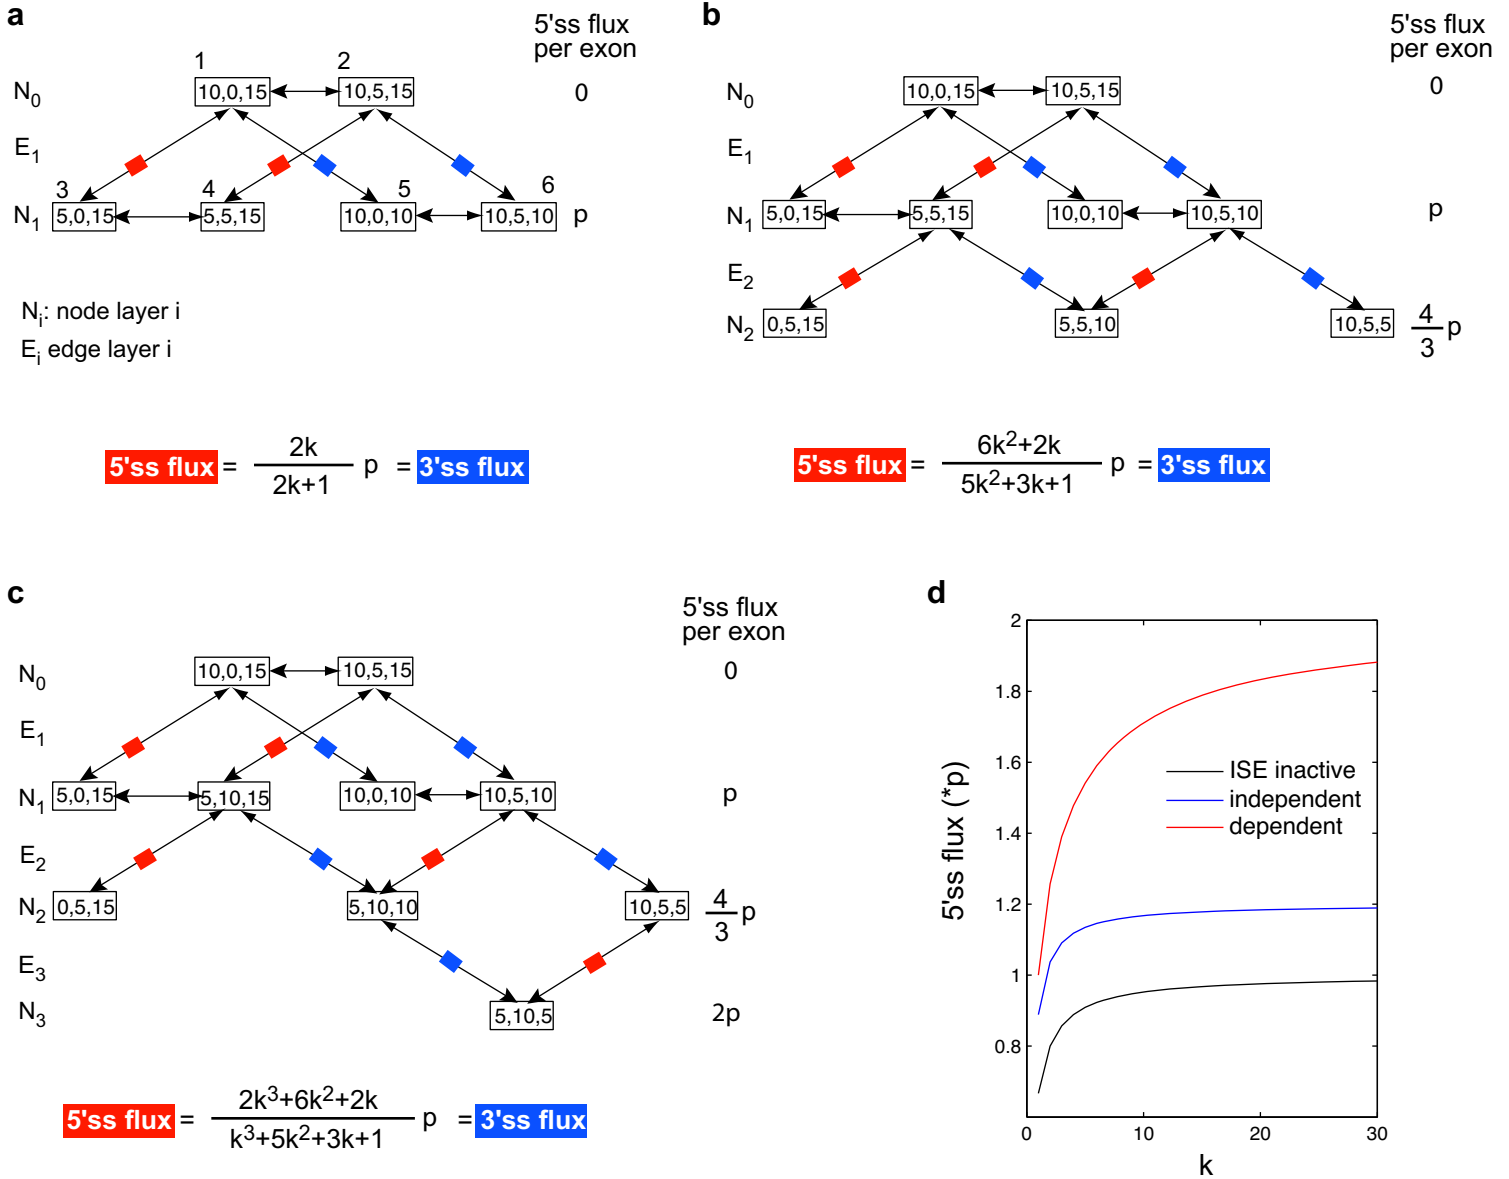 a
5'ss flux
per exon
1 2
N0 10,0,15 10,5,15 0
E1
3 4 5 6
N1 5,0,15 5,5,15 10,0,10 10,5,10 p
Ni: node layer i
Ei edge layer i
5'ss flux = 2k / 2k+1 p = 3'ss flux
b
5'ss flux
per exon
N0 10,0,15 10,5,15 0
E1
N1 5,0,15 5,5,15 10,0,10 10,5,10 p
E2
N2 0,5,15 5,5,10 10,5,5 4/3 p
5'ss flux = 6k²+2k / 5k²+3k+1 p = 3'ss flux
c
5'ss flux
per exon
N0 10,0,15 10,5,15 0
E1
N1 5,0,15 5,10,15 10,0,10 10,5,10 p
E2
N2 0,5,15 5,10,10 10,5,5 4/3 p
E3
N3 5,10,5 2p
5'ss flux = 2k³+6k²+2k / k³+5k²+3k+1 p = 3'ss flux
d
2
1.8
1.6
1.4
1.2
1
0.8
5'ss flux (*p)
ISE inactive
independent
dependent
0 10 20 30
k